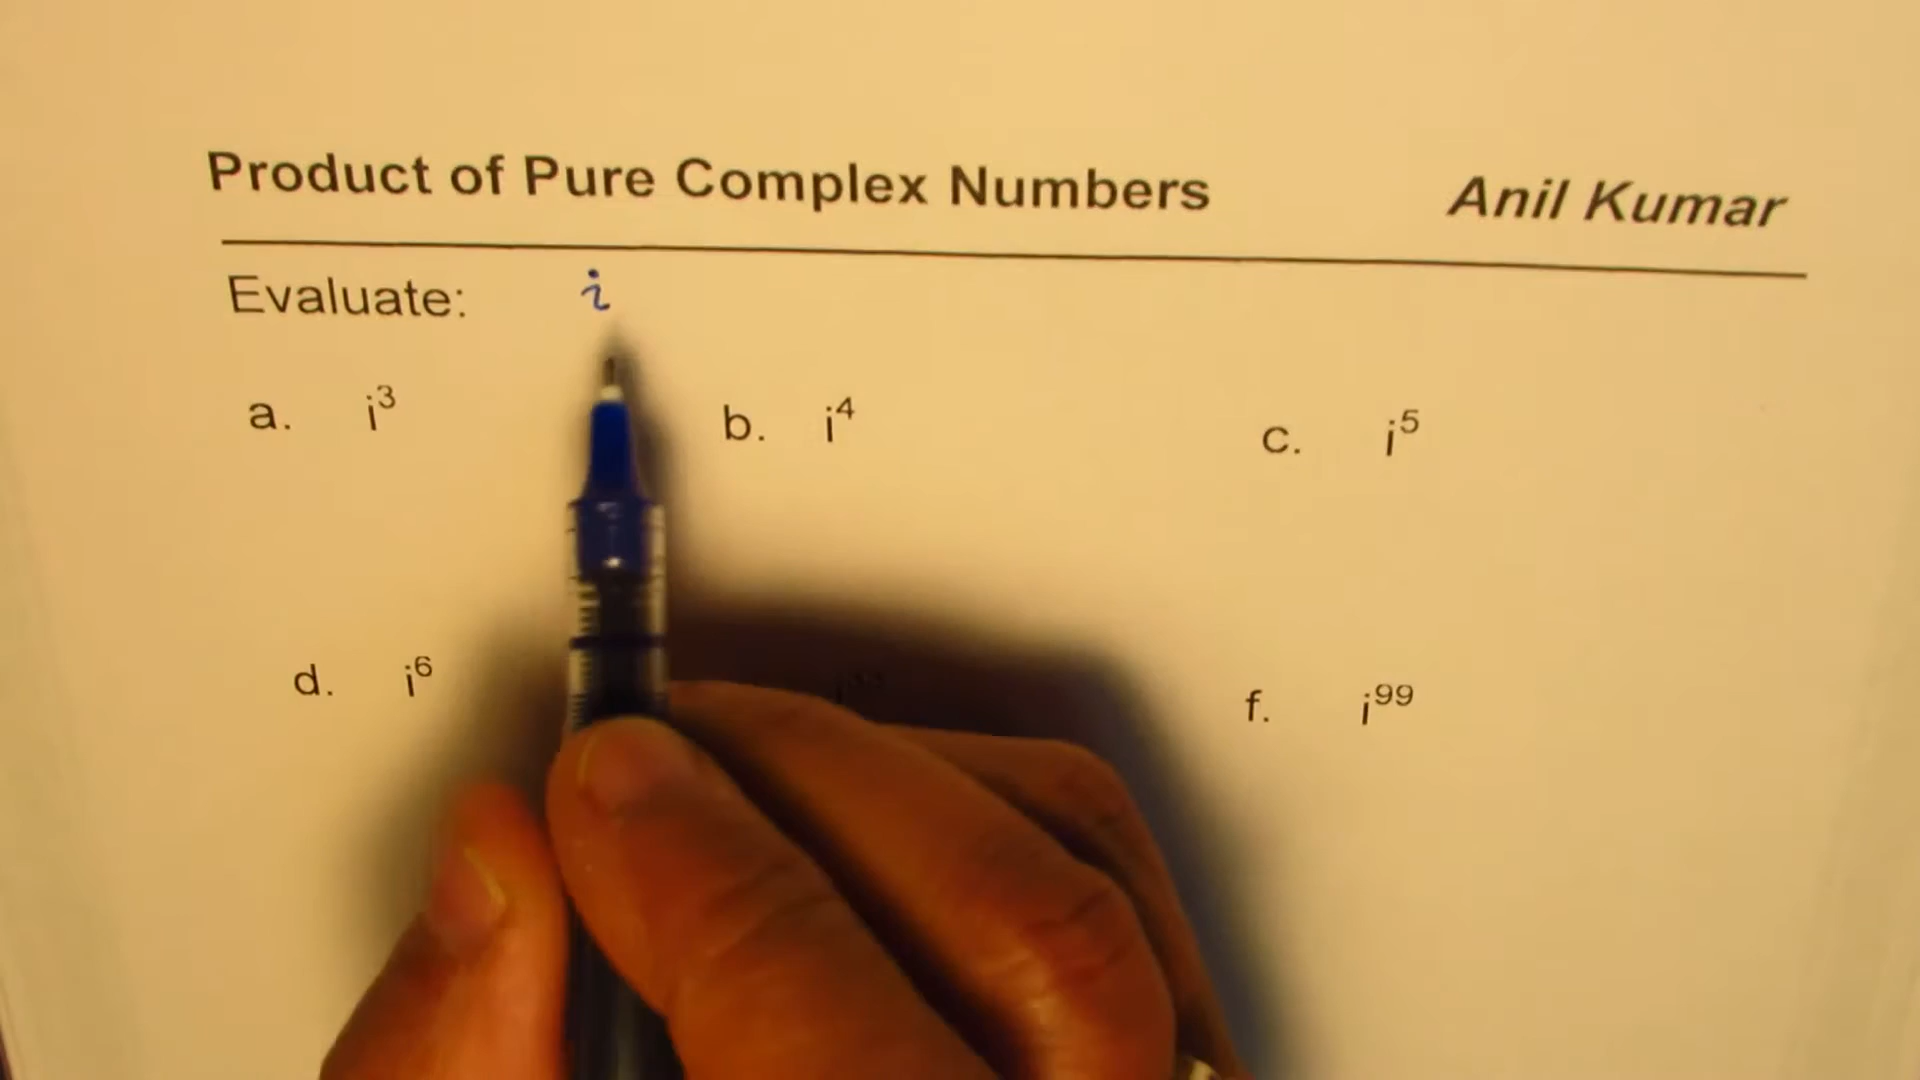 Product of Pure Complex Numbers Anil Kumar
Evaluate: i
a. i³ b. i⁴ c. i⁵
d. i⁶ f. i⁹⁹